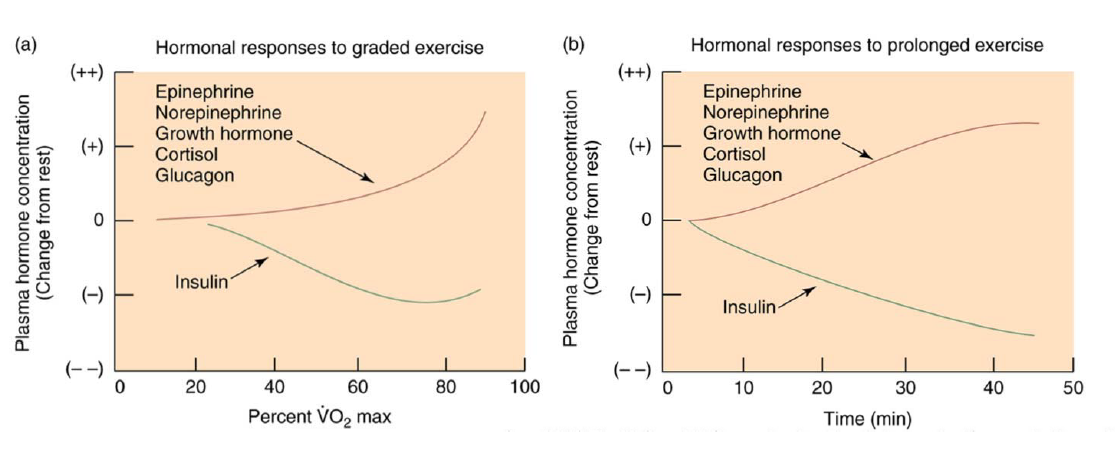 (a)
Hormonal responses to graded exercise
Plasma hormone concentration
(Change from rest)
(++)
(+)
0
(–)
(– –)
Epinephrine
Norepinephrine
Growth hormone
Cortisol
Glucagon
Insulin
0 20 40 60 80 100
Percent V̇O₂ max
(b)
Hormonal responses to prolonged exercise
Plasma hormone concentration
(Change from rest)
(++)
(+)
0
(–)
(– –)
Epinephrine
Norepinephrine
Growth hormone
Cortisol
Glucagon
Insulin
0 10 20 30 40 50
Time (min)